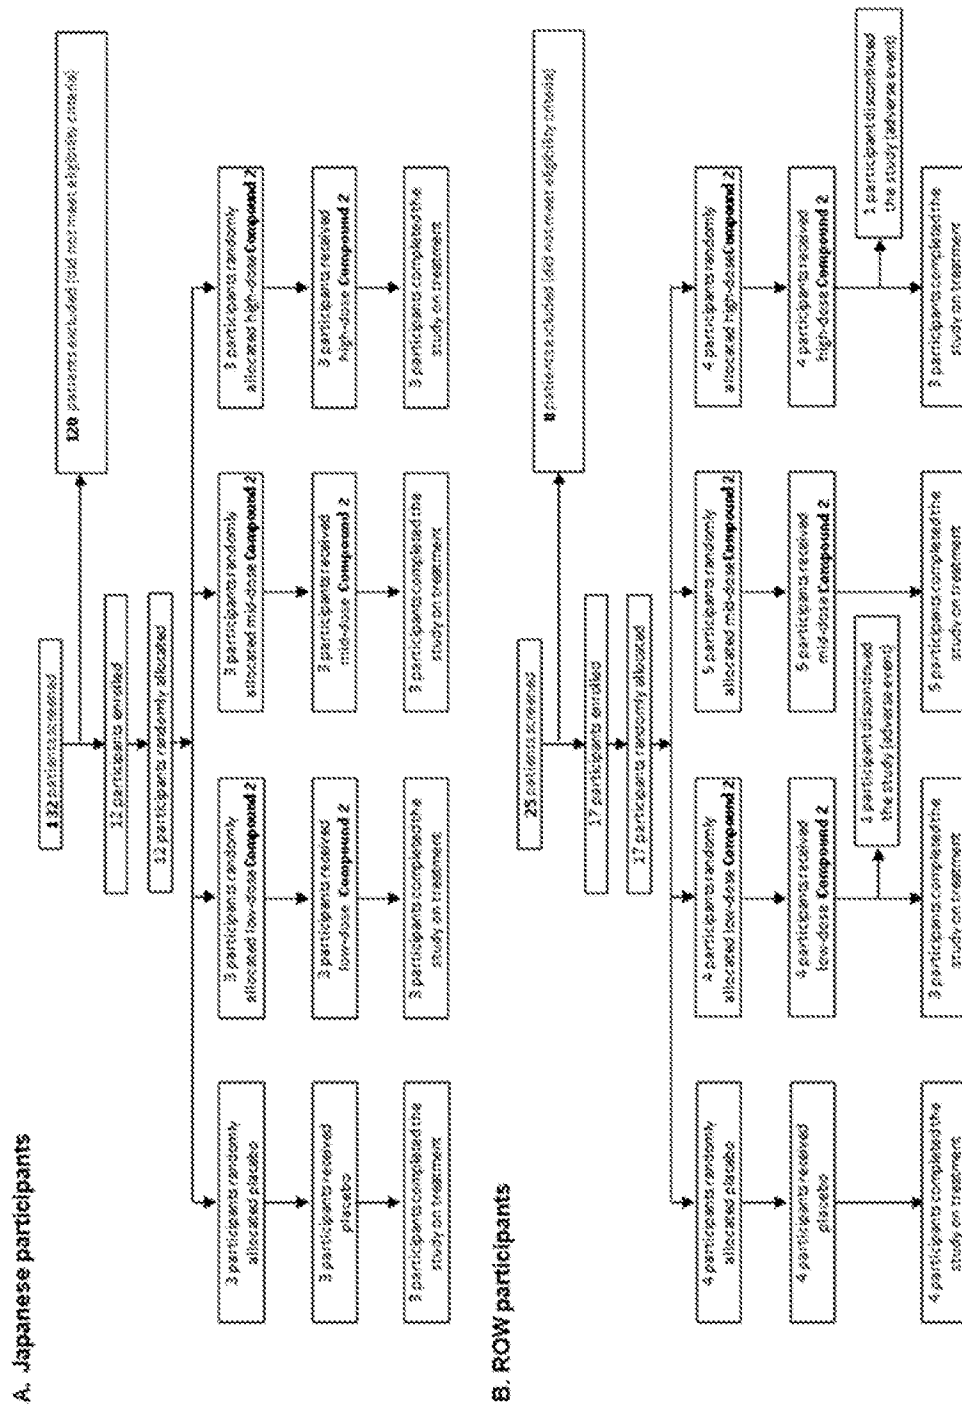 A. Japanese participants
132 patients screened
120 patients excluded (did not meet eligibility criteria)
12 participants enrolled
12 participants randomly allocated
3 participants randomly
allocated placebo
3 participants randomly
allocated low-dose Compound 2
3 participants randomly
allocated mid-dose Compound 2
3 participants randomly
allocated high-dose Compound 2
3 participants received
placebo
3 participants received
low-dose Compound 2
3 participants received
mid-dose Compound 2
3 participants received
high-dose Compound 2
3 participants completed the
study on treatment
3 participants completed the
study on treatment
3 participants completed the
study on treatment
3 participants completed the
study on treatment
B. ROW participants
25 patients screened
8 patients excluded (did not meet eligibility criteria)
17 participants enrolled
17 participants randomly allocated
4 participants randomly
allocated placebo
4 participants randomly
allocated low-dose Compound 2
5 participants randomly
allocated mid-dose Compound 2
4 participants randomly
allocated high-dose Compound 2
4 participants received
placebo
4 participants received
low-dose Compound 2
5 participants received
mid-dose Compound 2
4 participants received
high-dose Compound 2
1 participant discontinued
the study (adverse event)
1 participant discontinued
the study (adverse event)
4 participants completed the
study on treatment
3 participants completed the
study on treatment
5 participants completed the
study on treatment
3 participants completed the
study on treatment